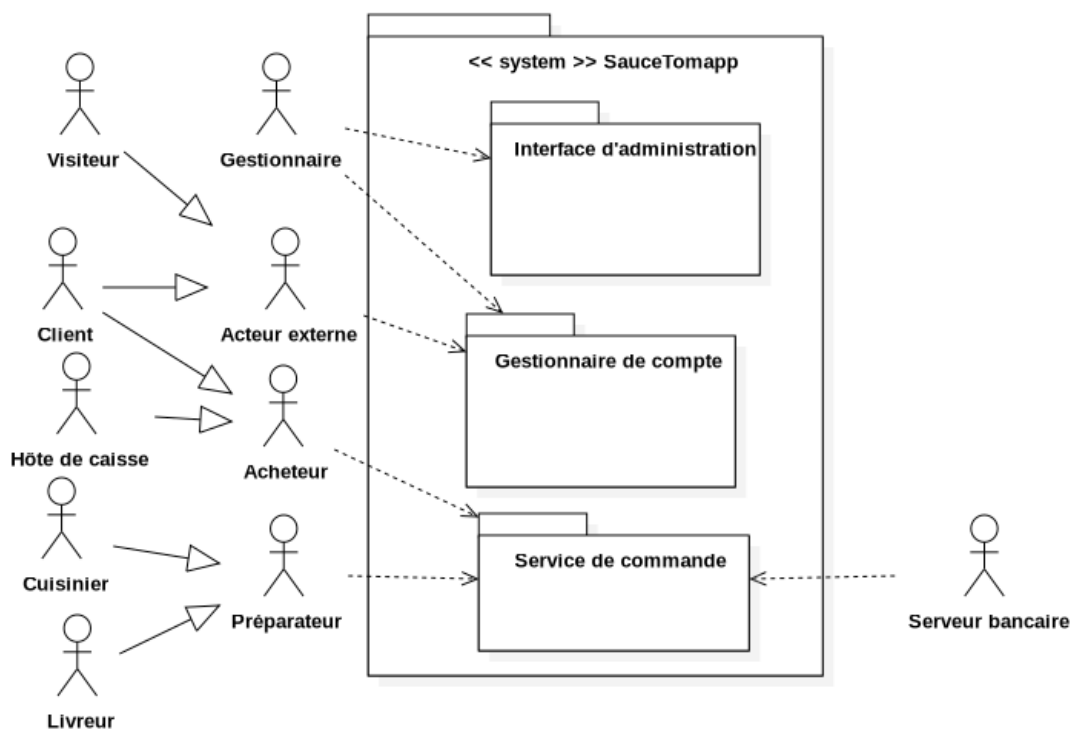 << system >> SauceTomapp
Visiteur
Gestionnaire
Interface d'administration
Client
Acteur externe
Gestionnaire de compte
Hôte de caisse
Acheteur
Service de commande
Cuisinier
Préparateur
Serveur bancaire
Livreur